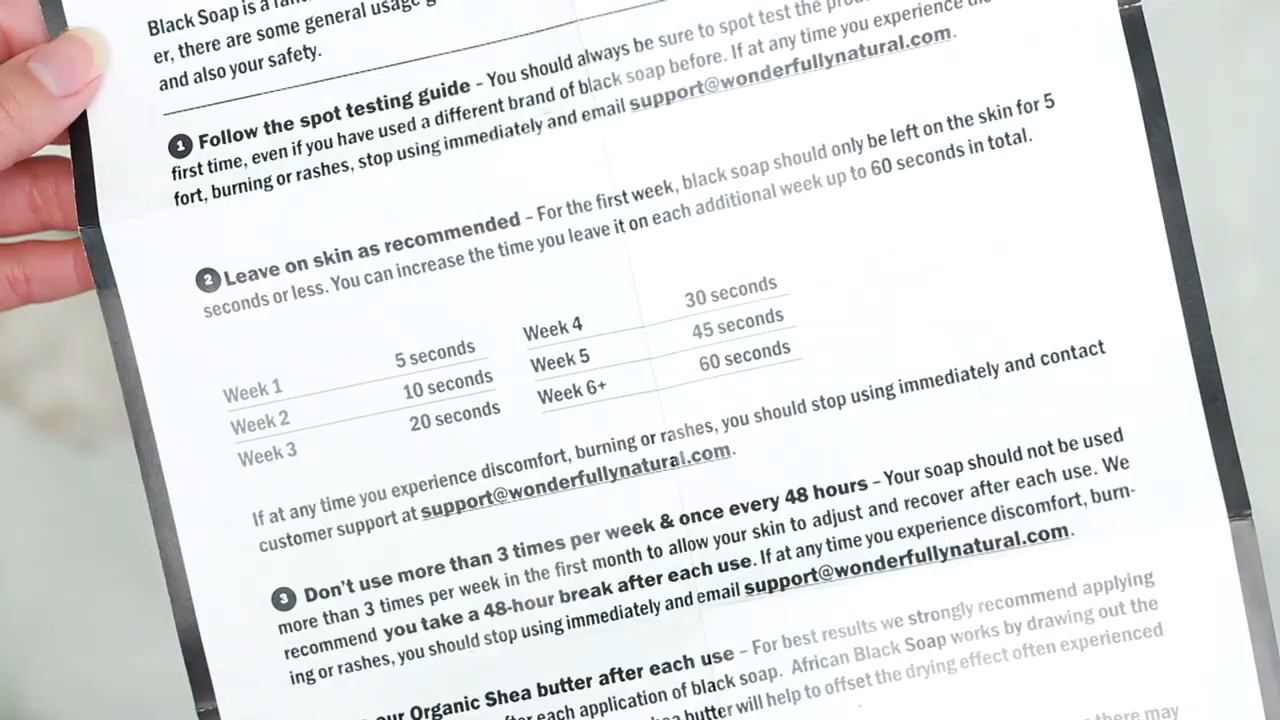 Black Soap is a
er, there are some general usage
and also your safety.
1 Follow the spot testing guide – You should always be sure to spot test the
first time, even if you have used a different brand of black soap before. If at any time you experience
fort, burning or rashes, stop using immediately and email support@wonderfullynatural.com.
2 Leave on skin as recommended – For the first week, black soap should only be left on the skin for 5
seconds or less. You can increase the time you leave it on each additional week up to 60 seconds in total.
Week 1 5 seconds
Week 2 10 seconds
Week 3 20 seconds
Week 4 30 seconds
Week 5 45 seconds
Week 6+ 60 seconds
If at any time you experience discomfort, burning or rashes, you should stop using immediately and contact
customer support at support@wonderfullynatural.com.
3 Don't use more than 3 times per week & once every 48 hours – Your soap should not be used
more than 3 times per week in the first month to allow your skin to adjust and recover after each use. We
recommend you take a 48-hour break after each use. If at any time you experience discomfort, burn-
ing or rashes, you should stop using immediately and email support@wonderfullynatural.com.
our Organic Shea butter after each use – For best results we strongly recommend applying
each application of black soap. African Black Soap works by drawing out the
butter will help to offset the drying effect often experienced
there may